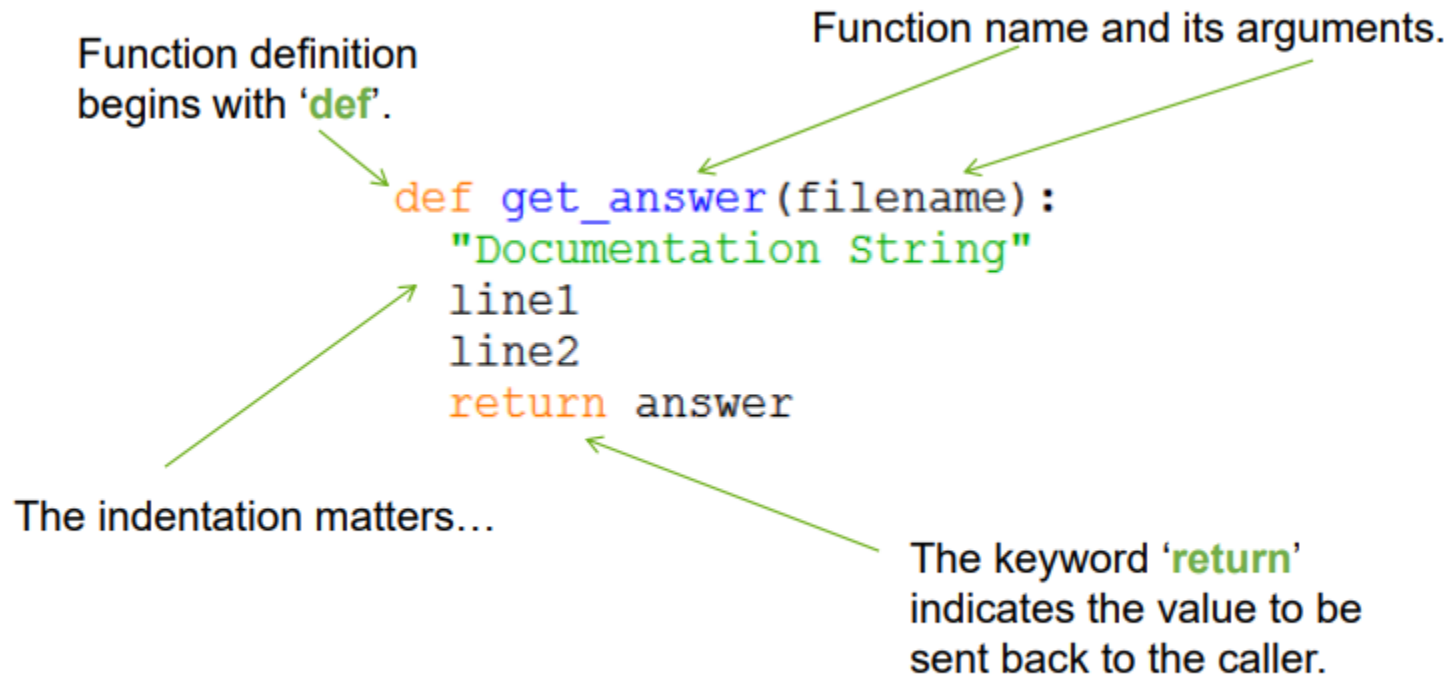 Function definition
begins with ‘def’.
Function name and its arguments.
def get_answer(filename):
"Documentation String"
line1
line2
return answer
The indentation matters…
The keyword ‘return’
indicates the value to be
sent back to the caller.